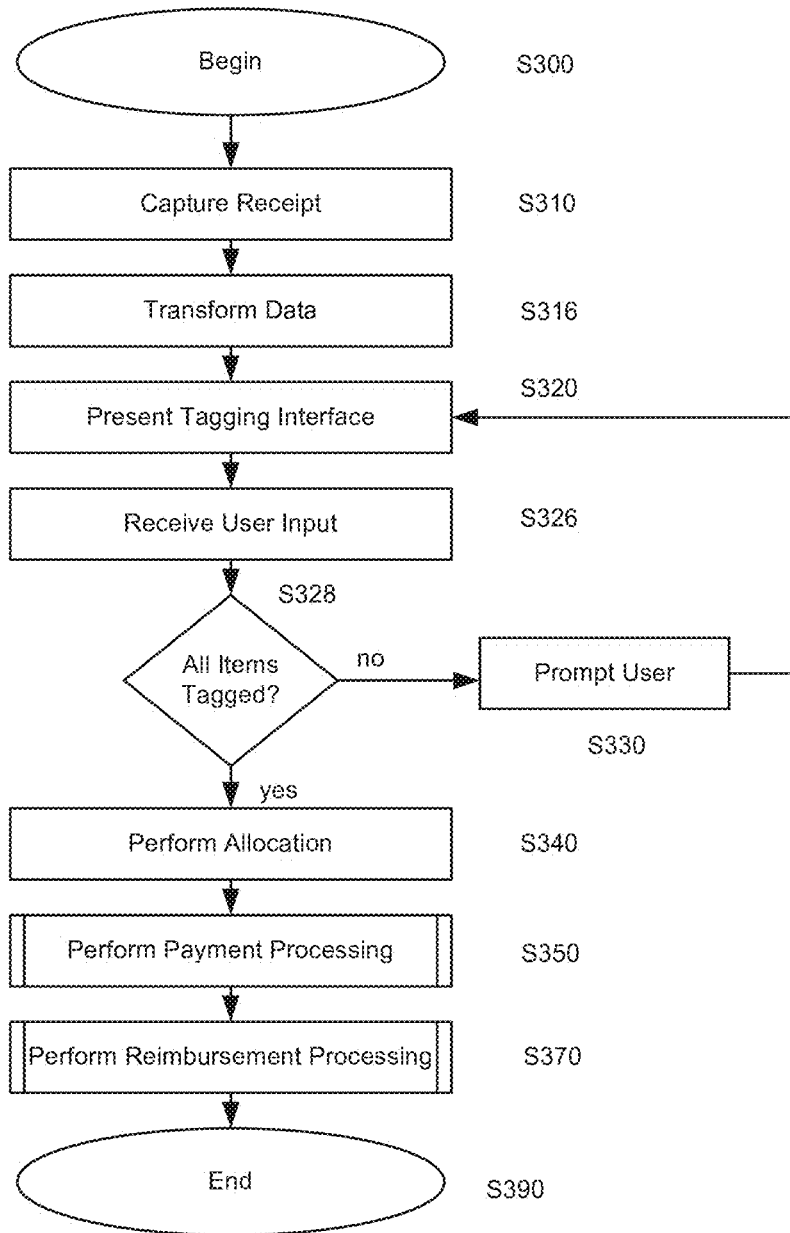 Begin
S300
Capture Receipt
S310
Transform Data
S316
Present Tagging Interface
S320
Receive User Input
S326
S328
All Items
Tagged?
no
Prompt User
S330
yes
Perform Allocation
S340
Perform Payment Processing
S350
Perform Reimbursement Processing
S370
End
S390